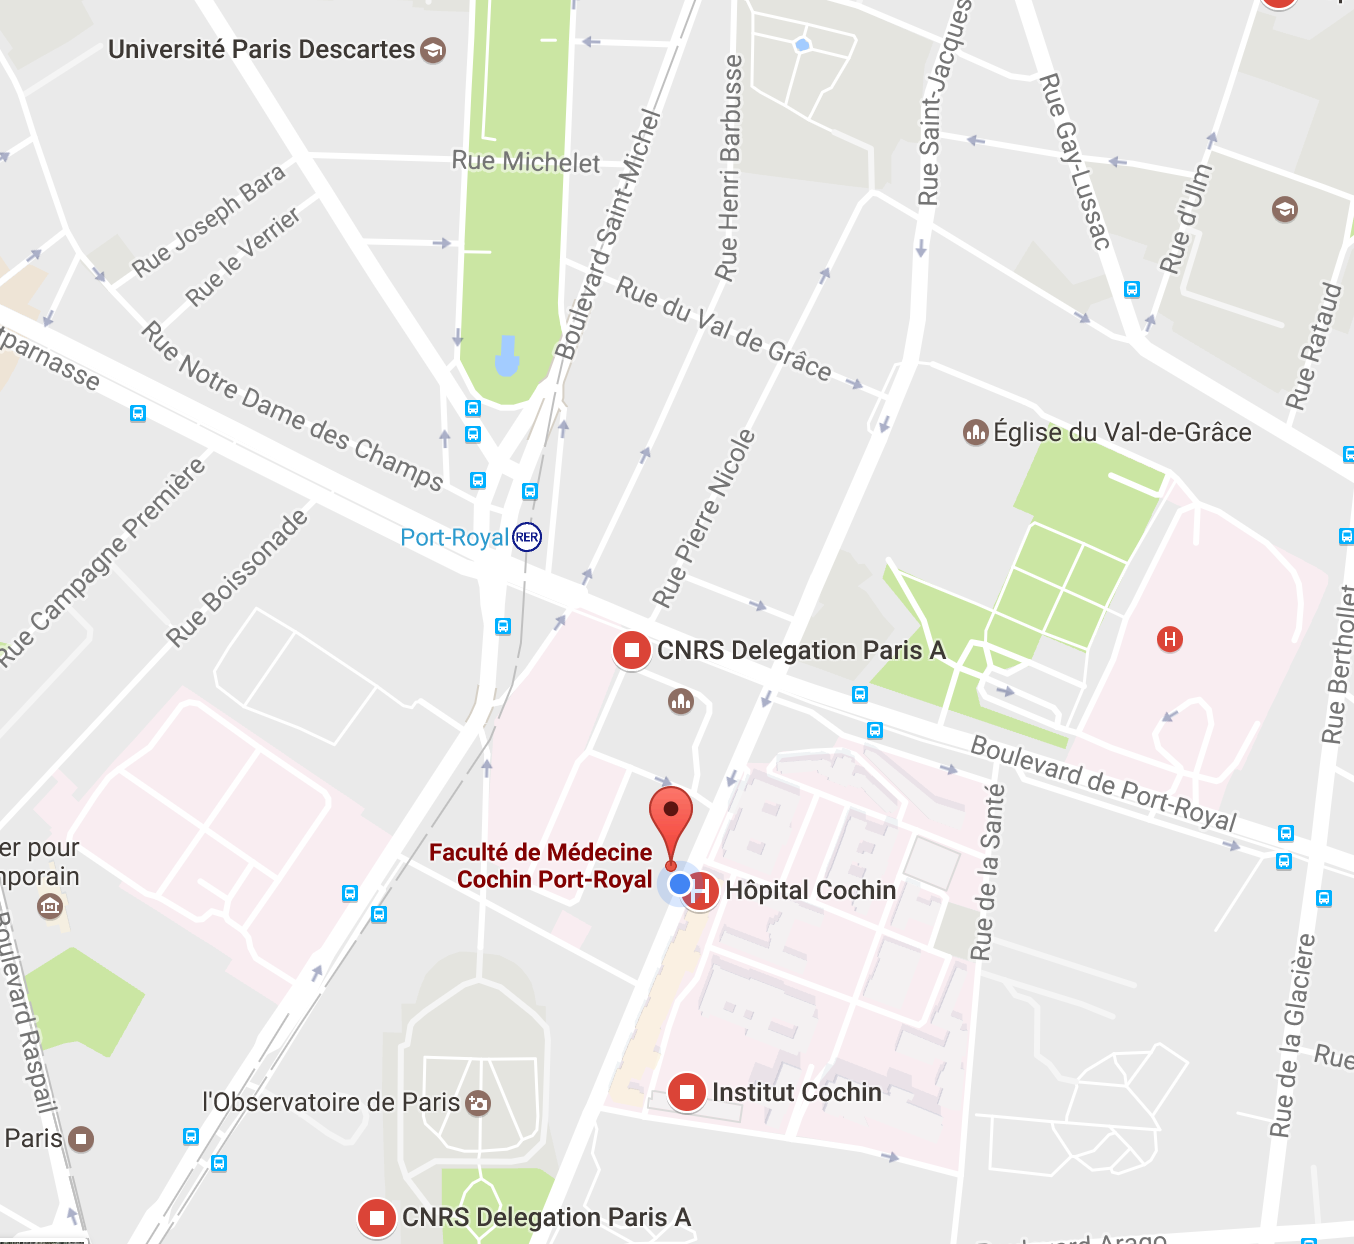 Université Paris Descartes
Rue Saint-Jacques
Rue Gay-Lussac
Rue Henri Barbusse
Boulevard Saint-Michel
Rue Michelet
Rue d'Ulm
Rue Joseph Bara
Rue le Verrier
Rue du Val de Grâce
Rue Rataud
tparnasse
Rue Notre Dame des Champs
Église du Val-de-Grâce
Rue Pierre Nicole
Rue Campagne Première
Rue Boissonade
Port-Royal
RER
Rue Berthollet
CNRS Delegation Paris A
H
Boulevard de Port-Royal
Rue de la Santé
er pour
mporain
Faculté de Médecine
Cochin Port-Royal
H
Hôpital Cochin
Boulevard Raspail
Rue de la Glacière
Rue
l'Observatoire de Paris
Institut Cochin
Paris
CNRS Delegation Paris A
Boulevard Arago